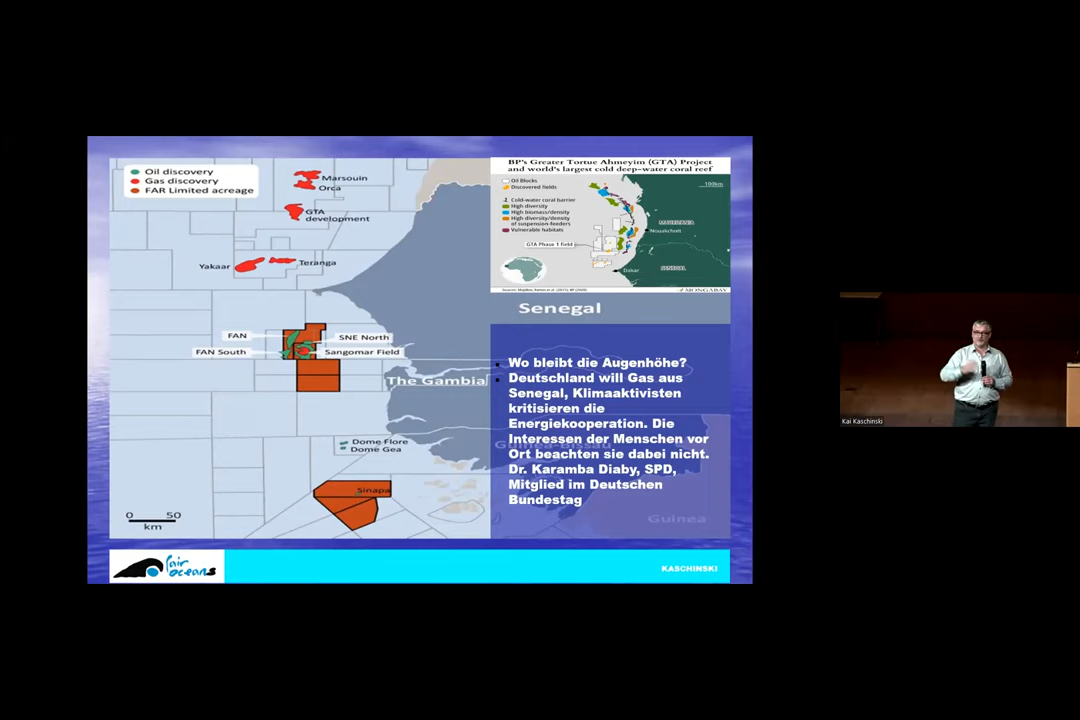 Oil discovery
Gas discovery
FAR Limited acreage
Marsouin
Orca
GTA
development
Yakaar
Teranga
FAN
SNE North
FAN South
Sangomar Field
The Gambia
Dome Flore
Dome Gea
Sinapa
0 50
km
BP's Greater Tortue Ahmeyim (GTA) Project
and world's largest cold deep-water coral reef
Oil Blocks
Discovered fields
Cold-water coral barrier
High diversity
High biomass/density
High diversity/density
of suspension-feeders
Vulnerable habitats
GTA Phase 1 field
100km
MAURITANIA
Nouakchott
SENEGAL
Dakar
MONGABAY
Senegal
Guinea-Bissau
Guinea
Wo bleibt die Augenhöhe?
Deutschland will Gas aus
Senegal, Klimaaktivisten
kritisieren die
Energiekooperation. Die
Interessen der Menschen vor
Ort beachten sie dabei nicht.
Dr. Karamba Diaby, SPD,
Mitglied im Deutschen
Bundestag
fair
oceans
KASCHINSKI
Kai Kaschinski